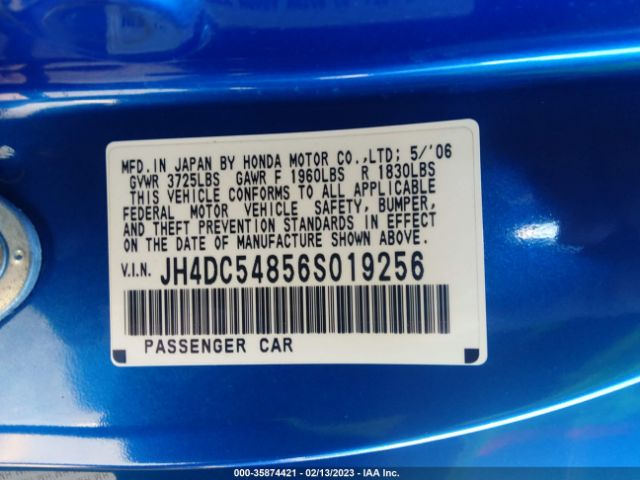 MFD. IN JAPAN BY HONDA MOTOR CO.,LTD; 5/'06
GVWR 3725LBS GAWR F 1960LBS R 1830LBS
THIS VEHICLE CONFORMS TO ALL APPLICABLE
FEDERAL MOTOR VEHICLE SAFETY, BUMPER,
AND THEFT PREVENTION STANDARDS IN EFFECT
ON THE DATE OF MANUFACTURE SHOWN ABOVE.
V.I.N. JH4DC54856S019256
PASSENGER CAR
000-35874421 - 02/13/2023 - IAA Inc.